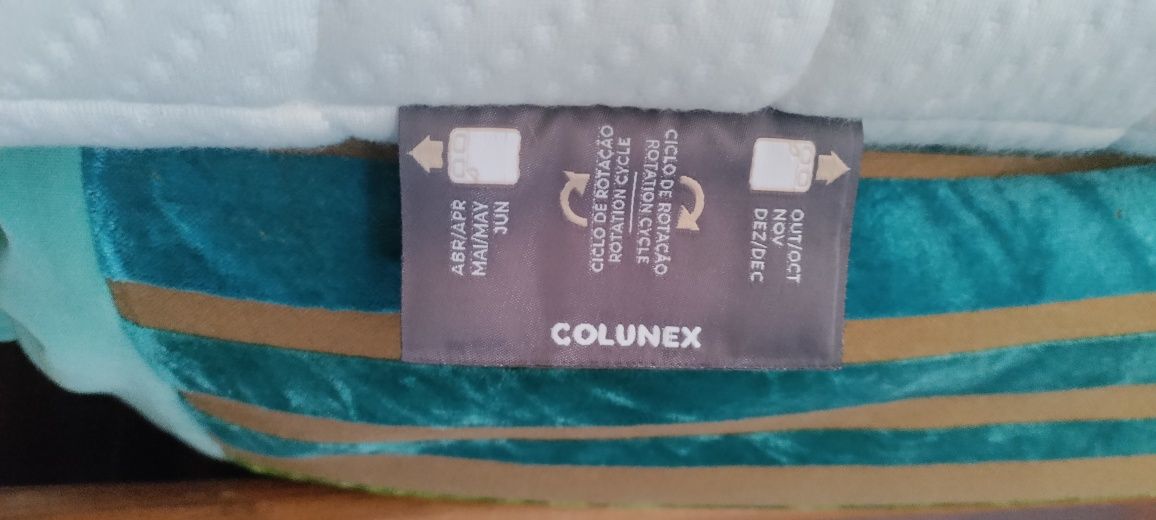 ABR/APR
MAI/MAY
JUN
CICLO DE ROTAÇÃO
ROTATION CYCLE
CICLO DE ROTAÇÃO
ROTATION CYCLE
OUT/OCT
NOV
DEZ/DEC
COLUNEX